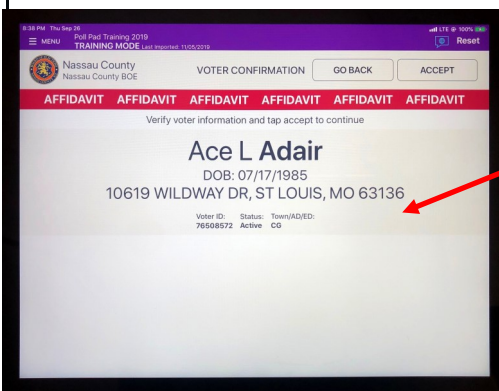 8:38 PM Thu Sep 26
LTE 100%
MENU
Poll Pad Training 2019
TRAINING MODE Last Imported: 11/05/2019
Reset
Nassau County
Nassau County BOE
VOTER CONFIRMATION
GO BACK
ACCEPT
AFFIDAVIT AFFIDAVIT AFFIDAVIT AFFIDAVIT AFFIDAVIT AFFIDAVIT
Verify voter information and tap accept to continue
Ace L Adair
DOB: 07/17/1985
10619 WILDWAY DR, ST LOUIS, MO 63136
Voter ID: Status: Town/AD/ED:
76508572 Active CG